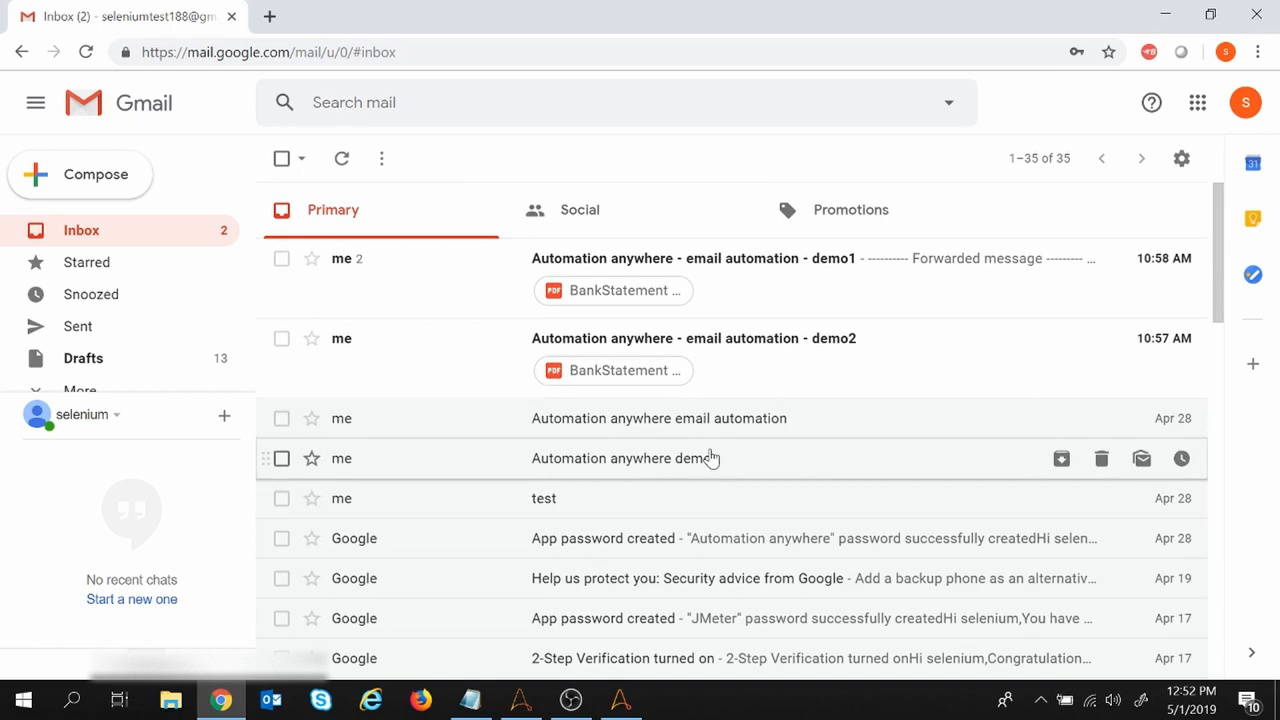 Inbox (2) - seleniumtest188@gm
https://mail.google.com/mail/u/0/#inbox
S
Gmail
Search mail
S
Compose
1–35 of 35
31
Primary
Social
Promotions
Inbox 2
Starred
Snoozed
Sent
Drafts 13
More
me 2 Automation anywhere - email automation - demo1 - ---------- Forwarded message --------- … 10:58 AM
PDF BankStatement …
me Automation anywhere - email automation - demo2 10:57 AM
PDF BankStatement …
me Automation anywhere email automation Apr 28
me Automation anywhere demo
me test Apr 28
Google App password created - "Automation anywhere" password successfully createdHi selen… Apr 28
Google Help us protect you: Security advice from Google - Add a backup phone as an alternativ… Apr 19
Google App password created - "JMeter" password successfully createdHi selenium,You have … Apr 17
Google 2-Step Verification turned on - 2-Step Verification turned onHi selenium,Congratulation… Apr 17
selenium
No recent chats
Start a new one
12:52 PM
5/1/2019
10